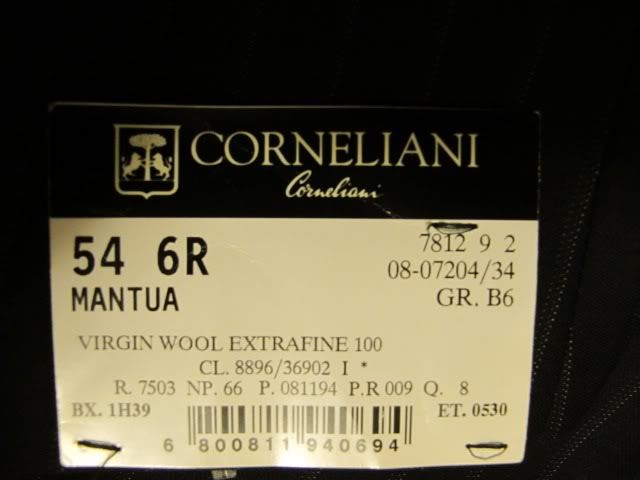 CORNELIANI
Corneliani
54 6R
7812 9 2
08-07204/34
MANTUA
GR. B6
VIRGIN WOOL EXTRAFINE 100
CL. 8896/36902 I *
R. 7503 NP. 66 P. 081194 P.R 009 Q. 8
BX. 1H39
ET. 0530
6 800811 940694